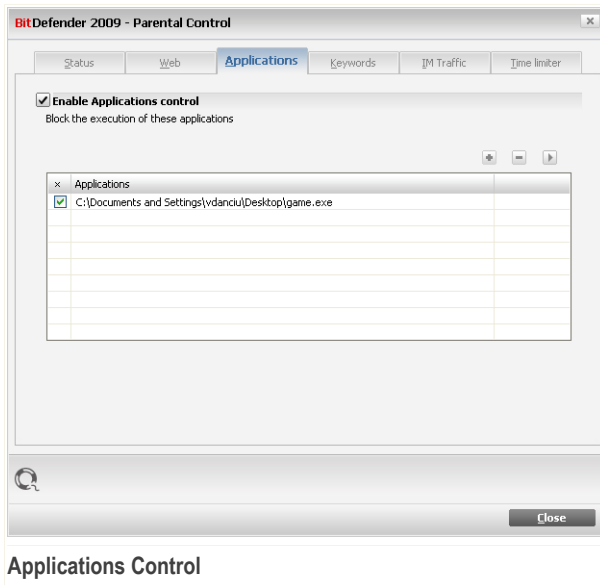 BitDefender 2009 - Parental Control
Status Web Applications Keywords IM Traffic Time limiter
Enable Applications control
Block the execution of these applications
x Applications
C:\Documents and Settings\vdanciu\Desktop\game.exe
Close
Applications Control